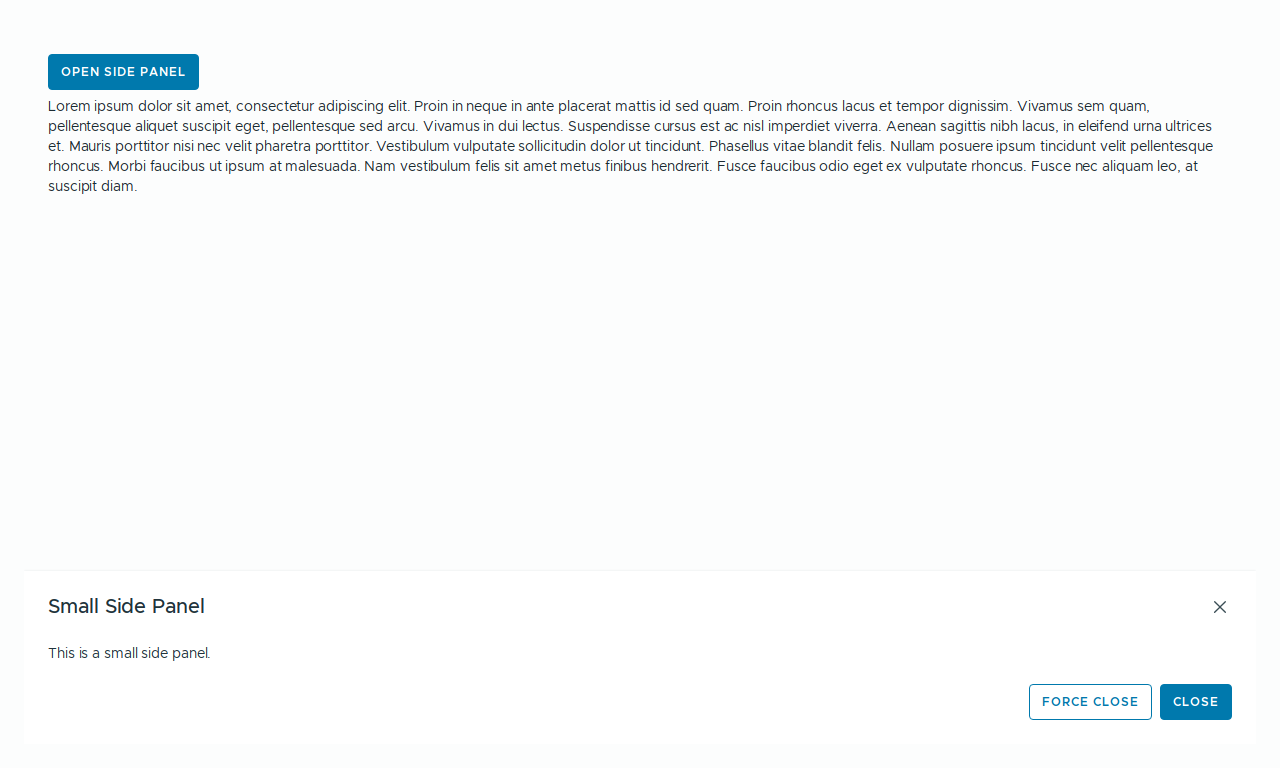 OPEN SIDE PANEL
Lorem ipsum dolor sit amet, consectetur adipiscing elit. Proin in neque in ante placerat mattis id sed quam. Proin rhoncus lacus et tempor dignissim. Vivamus sem quam,
pellentesque aliquet suscipit eget, pellentesque sed arcu. Vivamus in dui lectus. Suspendisse cursus est ac nisl imperdiet viverra. Aenean sagittis nibh lacus, in eleifend urna ultrices
et. Mauris porttitor nisi nec velit pharetra porttitor. Vestibulum vulputate sollicitudin dolor ut tincidunt. Phasellus vitae blandit felis. Nullam posuere ipsum tincidunt velit pellentesque
rhoncus. Morbi faucibus ut ipsum at malesuada. Nam vestibulum felis sit amet metus finibus hendrerit. Fusce faucibus odio eget ex vulputate rhoncus. Fusce nec aliquam leo, at
suscipit diam.
Small Side Panel
This is a small side panel.
FORCE CLOSE
CLOSE